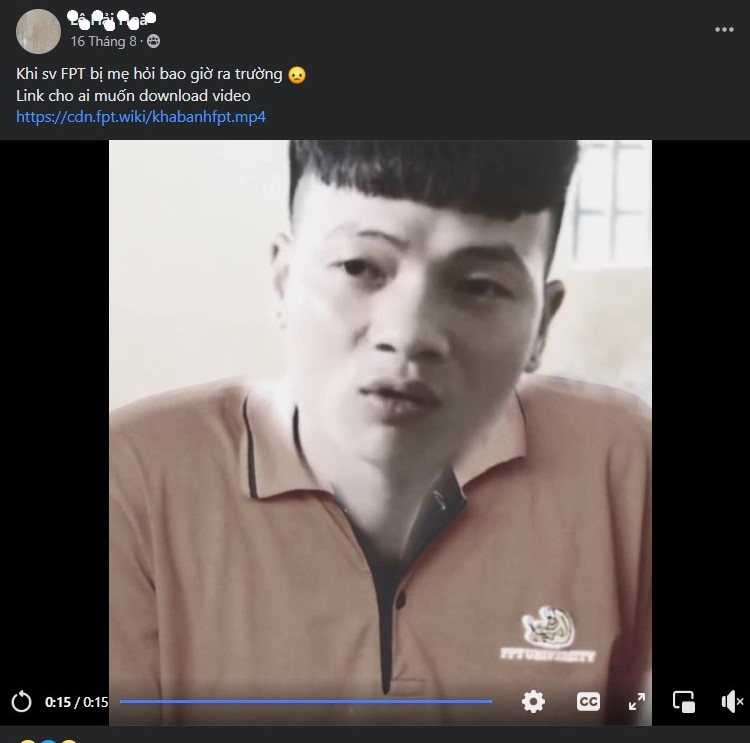 16 Tháng 8 ·
Khi sv FPT bị mẹ hỏi bao giờ ra trường
Link cho ai muốn download video
https://cdn.fpt.wiki/khabanhfpt.mp4
FPT UNIVERSITY
0:15 / 0:15
CC